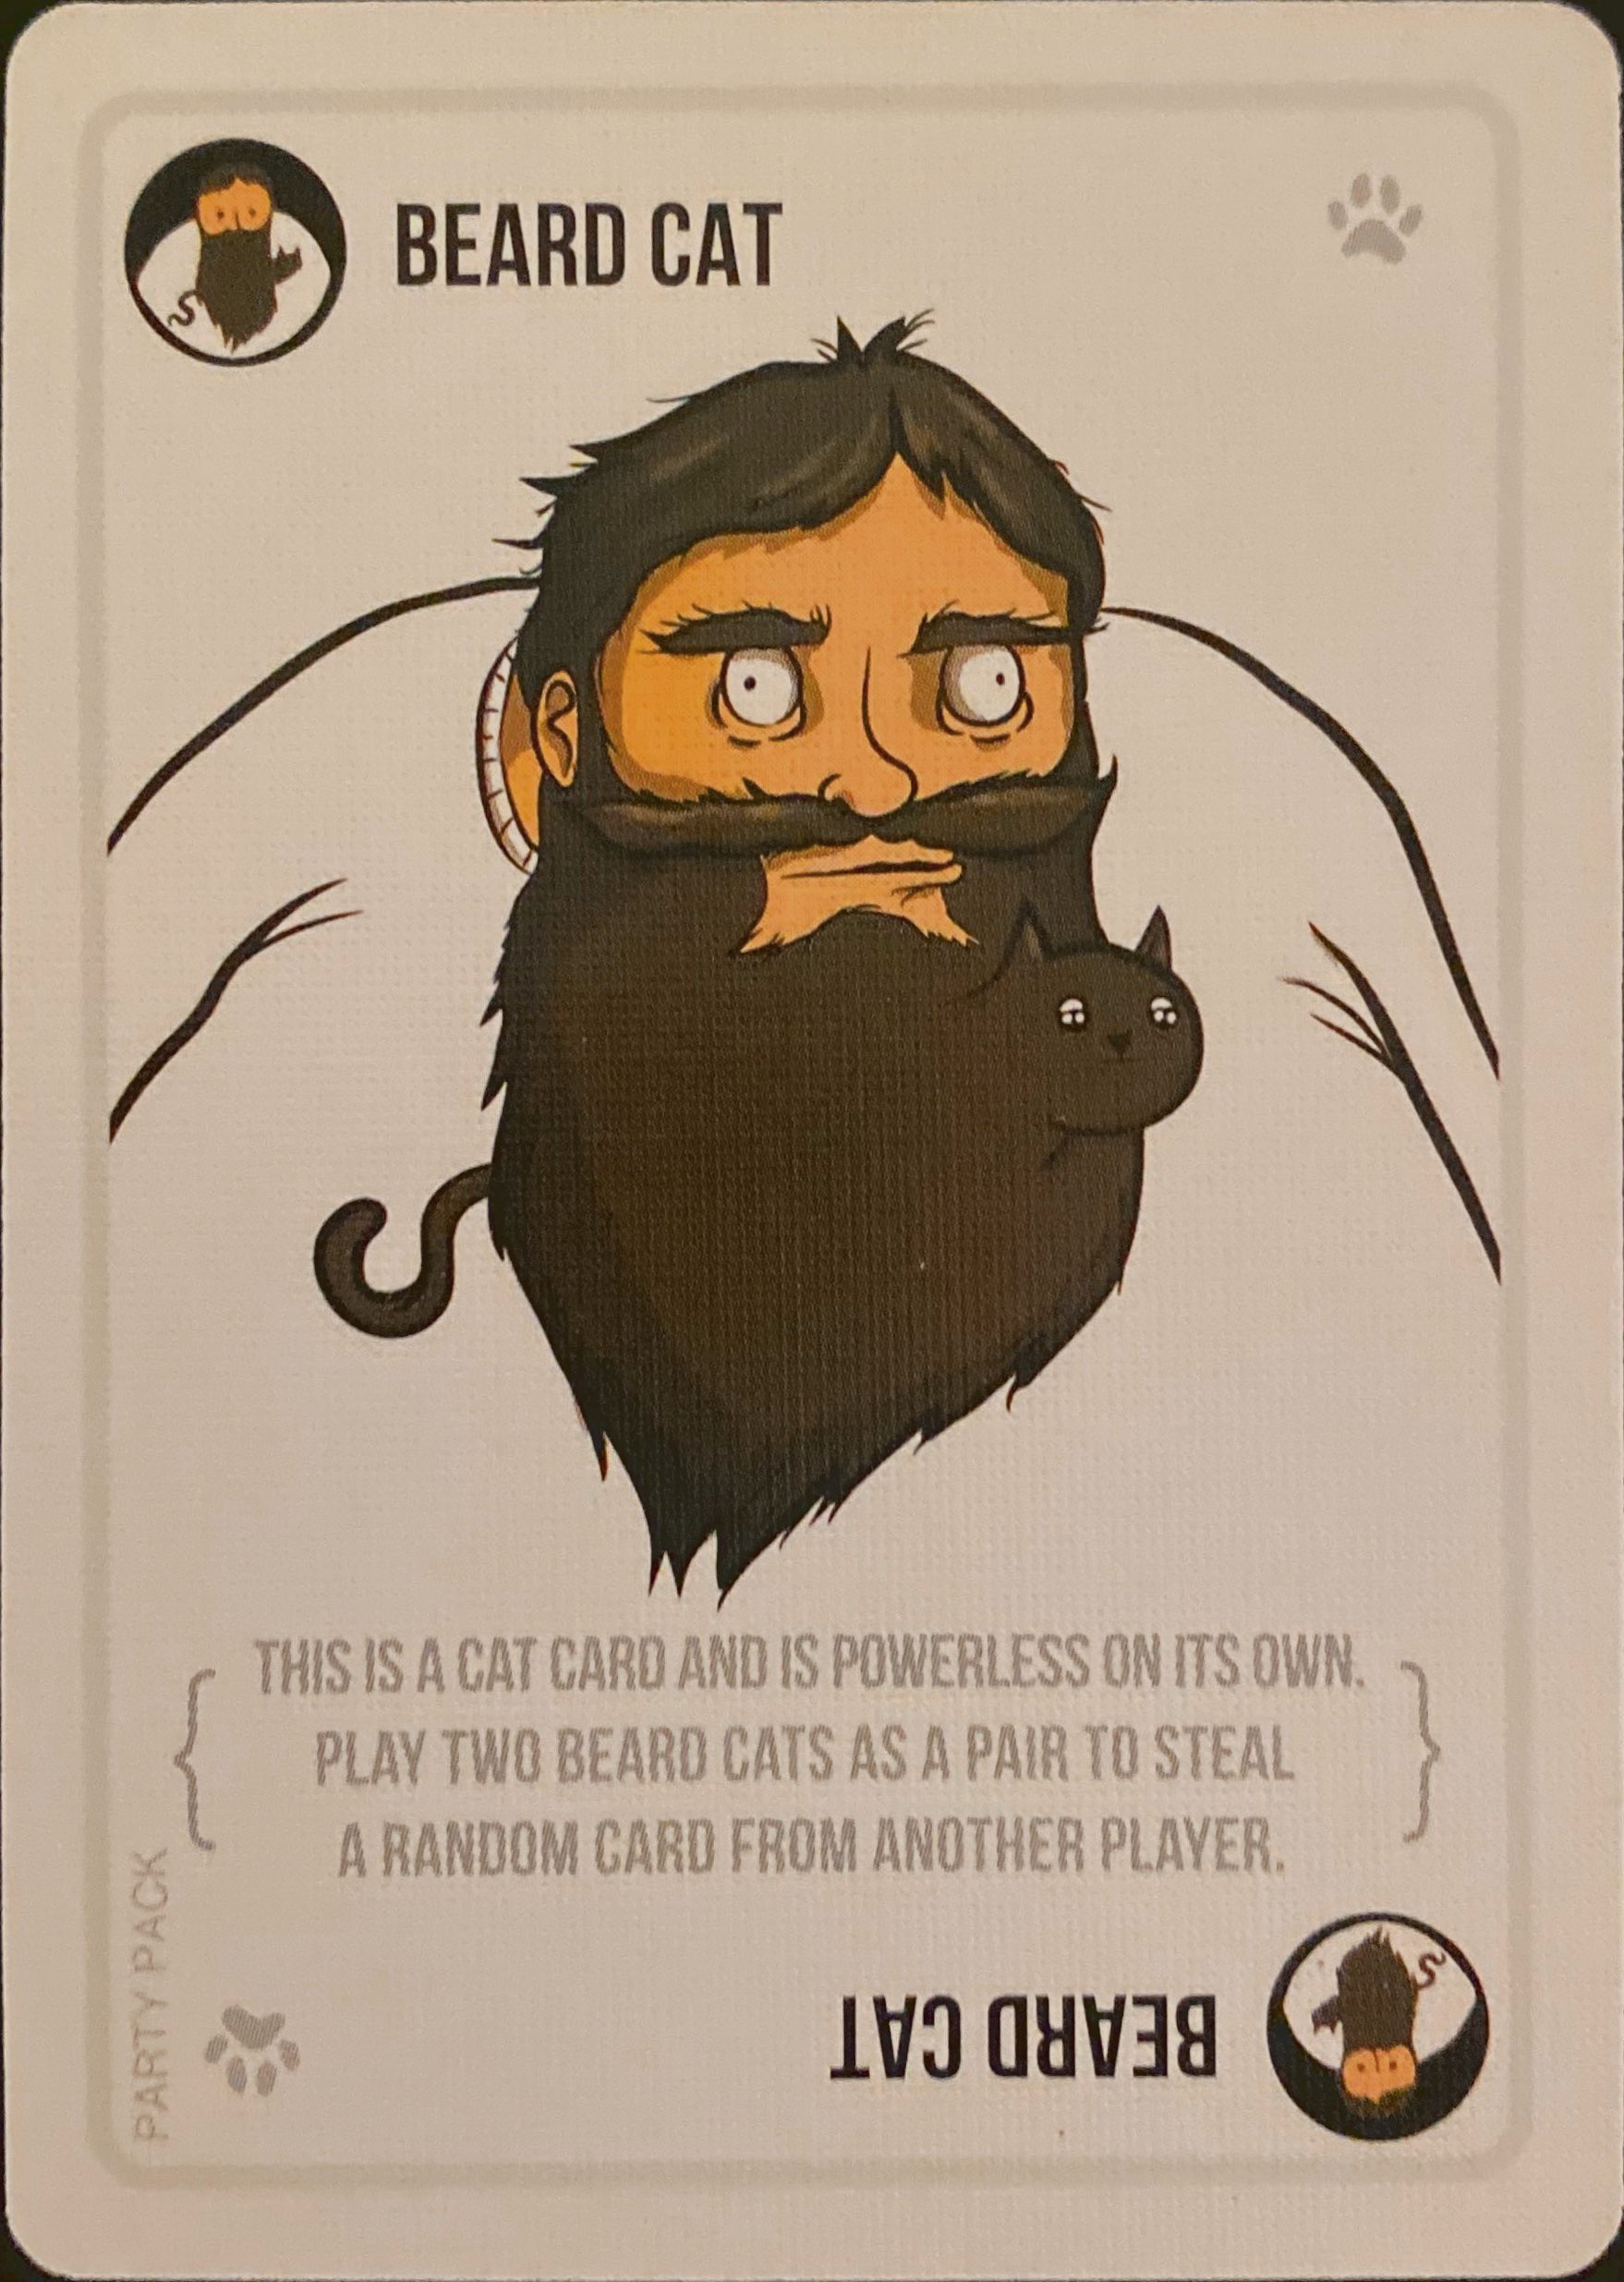 BEARD CAT
THIS IS A CAT CARD AND IS POWERLESS ON ITS OWN.
PLAY TWO BEARD CATS AS A PAIR TO STEAL
A RANDOM CARD FROM ANOTHER PLAYER.
PARTY PACK
BEARD CAT